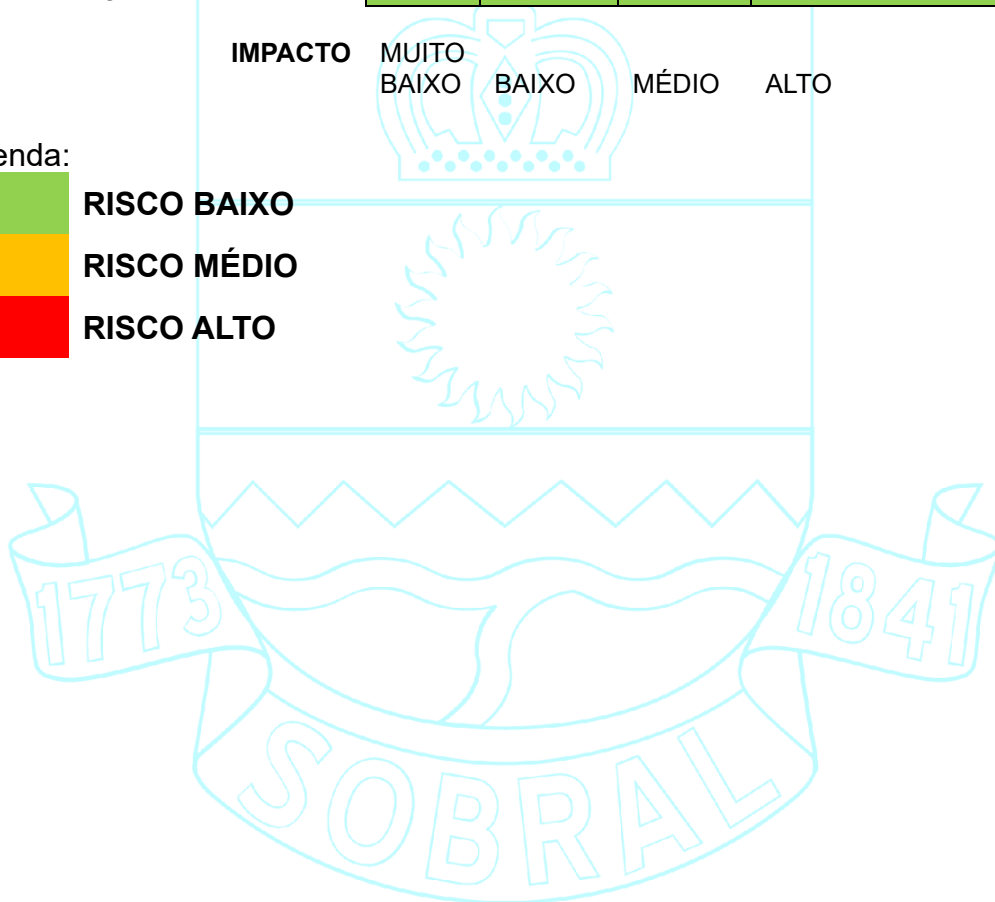 IMPACTO MUITO
BAIXO BAIXO MÉDIO ALTO
enda:
RISCO BAIXO
RISCO MÉDIO
RISCO ALTO
1773
1841
SOBRAL